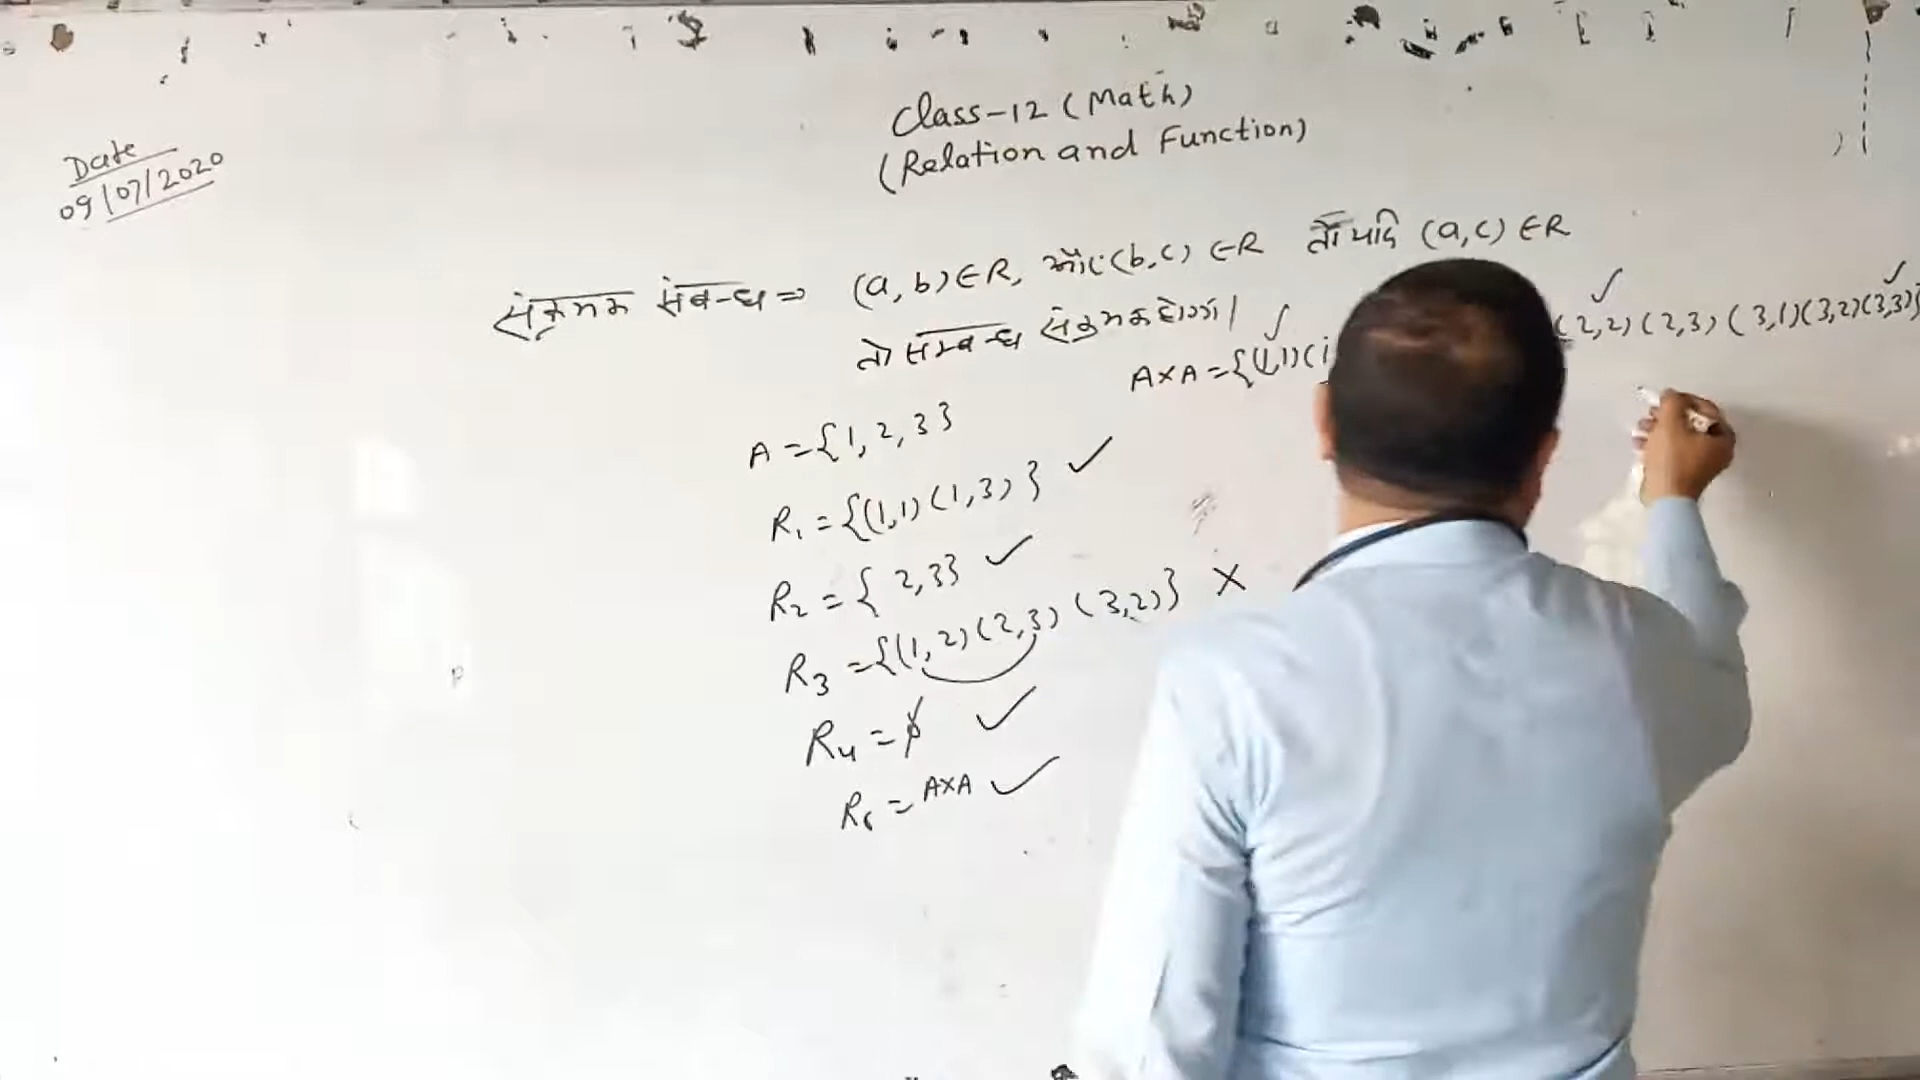 Class-12 (Math)
(Relation and Function)
Date
09/07/2020
संक्रमक संबन्ध ⇒ (a, b) ∈ R, और (b, c) ∈ R तो यदि (a, c) ∈ R
तो सम्बन्ध संक्रमक होगा।
A×A = {(1,1) (1 (2,2) (2,3) (3,1) (3,2) (3,3)}
A = {1, 2, 3}
R₁ = {(1,1) (1,3)} ✓
R₂ = { 2,3} ✓
R₃ = {(1,2) (2,3) (3,2)} ×
R₄ = ϕ ✓
R₅ = A×A ✓